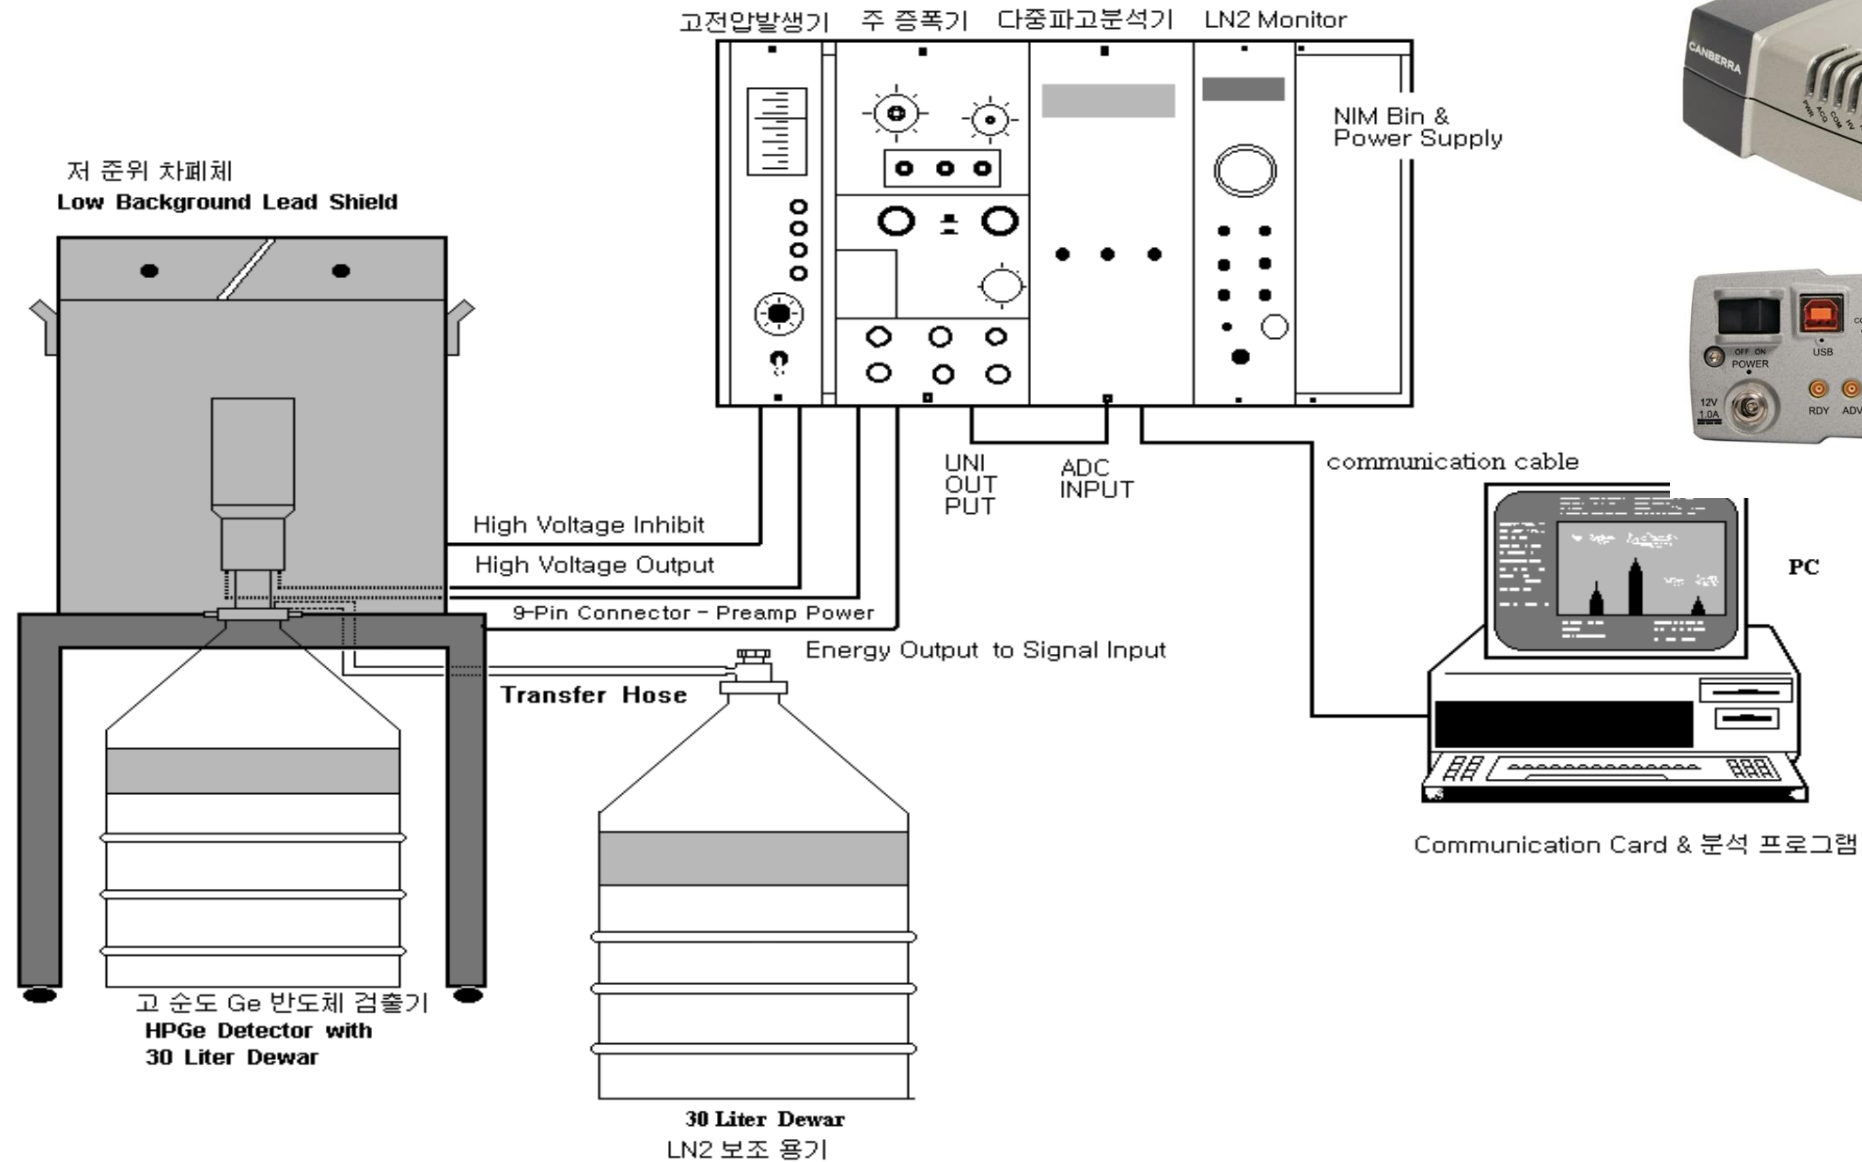 고전압발생기
주 증폭기
다중파고분석기
LN2 Monitor
CANBERRA
PWR
ACQ
COM
HV
NIM Bin &
Power Supply
저 준위 차폐체
Low Background Lead Shield
OFF ON
POWER
USB
12V
1.0A
RDY
ADV
UNI
OUT
PUT
ADC
INPUT
communication cable
High Voltage Inhibit
High Voltage Output
PC
9-Pin Connector - Preamp Power
Energy Output to Signal Input
Transfer Hose
Communication Card & 분석 프로그램
고 순도 Ge 반도체 검출기
HPGe Detector with
30 Liter Dewar
30 Liter Dewar
LN2 보조 용기